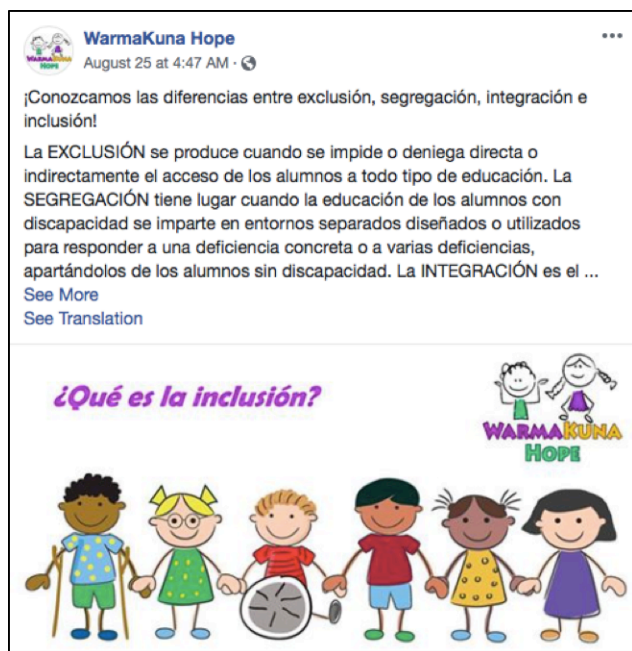 WARMAKUNA
HOPE
WarmaKuna Hope
August 25 at 4:47 AM ·
¡Conozcamos las diferencias entre exclusión, segregación, integración e
inclusión!
La EXCLUSIÓN se produce cuando se impide o deniega directa o
indirectamente el acceso de los alumnos a todo tipo de educación. La
SEGREGACIÓN tiene lugar cuando la educación de los alumnos con
discapacidad se imparte en entornos separados diseñados o utilizados
para responder a una deficiencia concreta o a varias deficiencias,
apartándolos de los alumnos sin discapacidad. La INTEGRACIÓN es el ...
See More
See Translation
¿Qué es la inclusión?
WARMAKUNA
HOPE